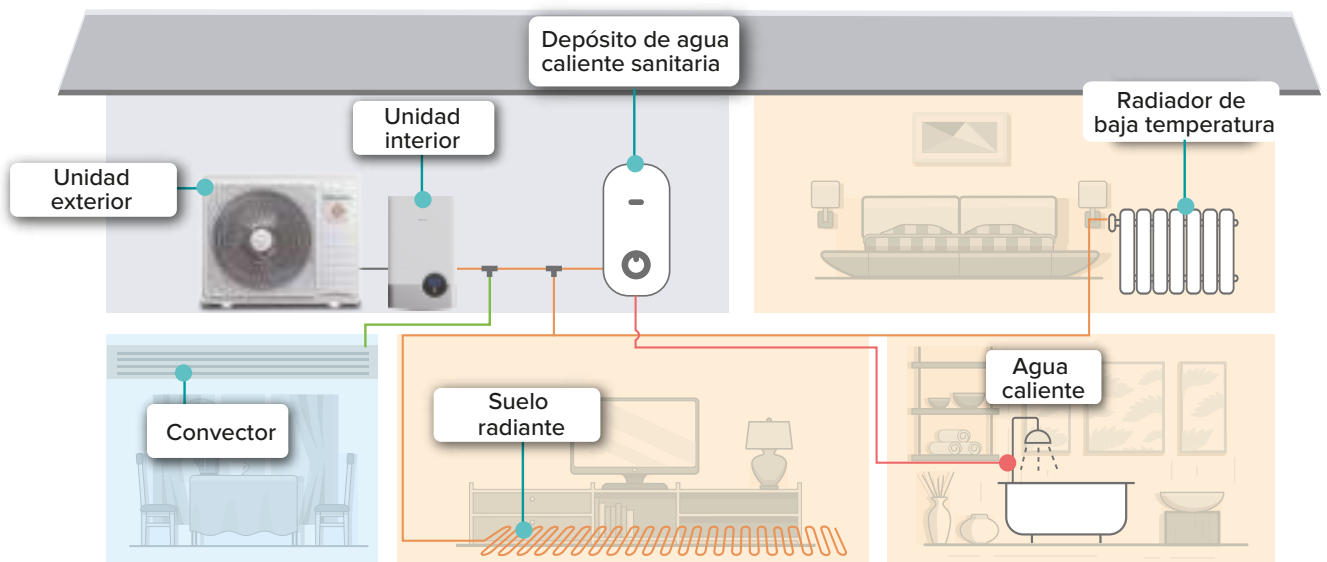 Depósito de agua
caliente sanitaria
Radiador de
baja temperatura
Unidad
interior
Unidad
exterior
Agua
caliente
Suelo
radiante
Convector